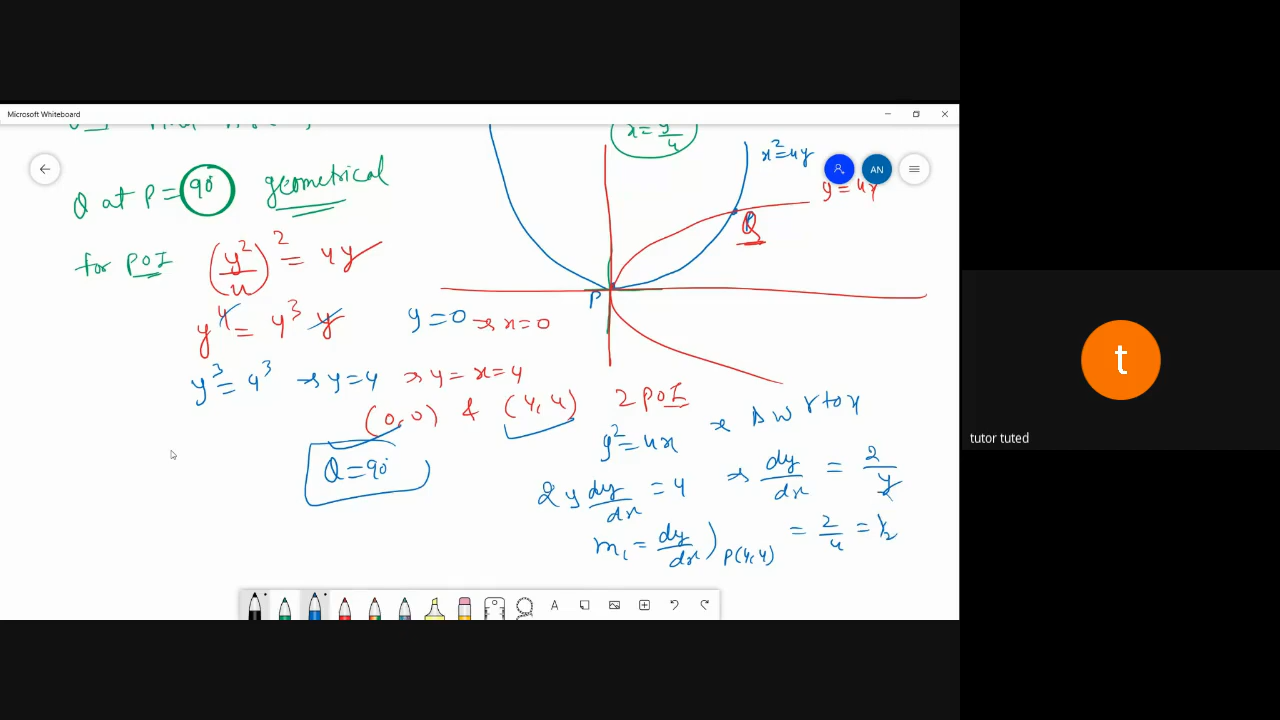 Microsoft Whiteboard
x = y²/4
x²=4y
AN
y²=4x
Q at P = 90° geometrical
Q
for POI (y²/4)² = 4y
P
y⁴ = 4³ y
y=0 ⇒ x=0
y³ = 4³ ⇒ y=4 ⇒ 4 = x=4
(0,0) & (4,4) 2 POI
Q=90°
y²=4x ⇒ D w r to x
2y dy/dx = 4 ⇒ dy/dx = 2/y
m₁ = dy/dx)P(4,4) = 2/4 = 1/2
A
t
tutor tuted